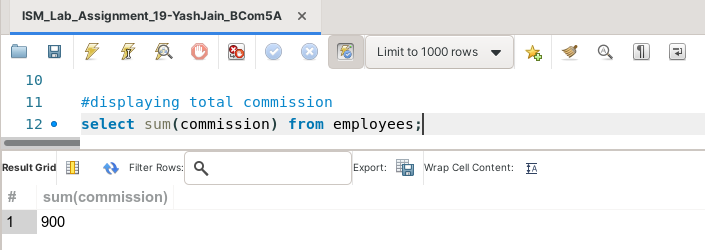 ISM_Lab_Assignment_19-YashJain_BCom5A
Limit to 1000 rows
10
11 #displaying total commission
12 select sum(commission) from employees;
Result Grid Filter Rows: Export: Wrap Cell Content:
# sum(commission)
1 900